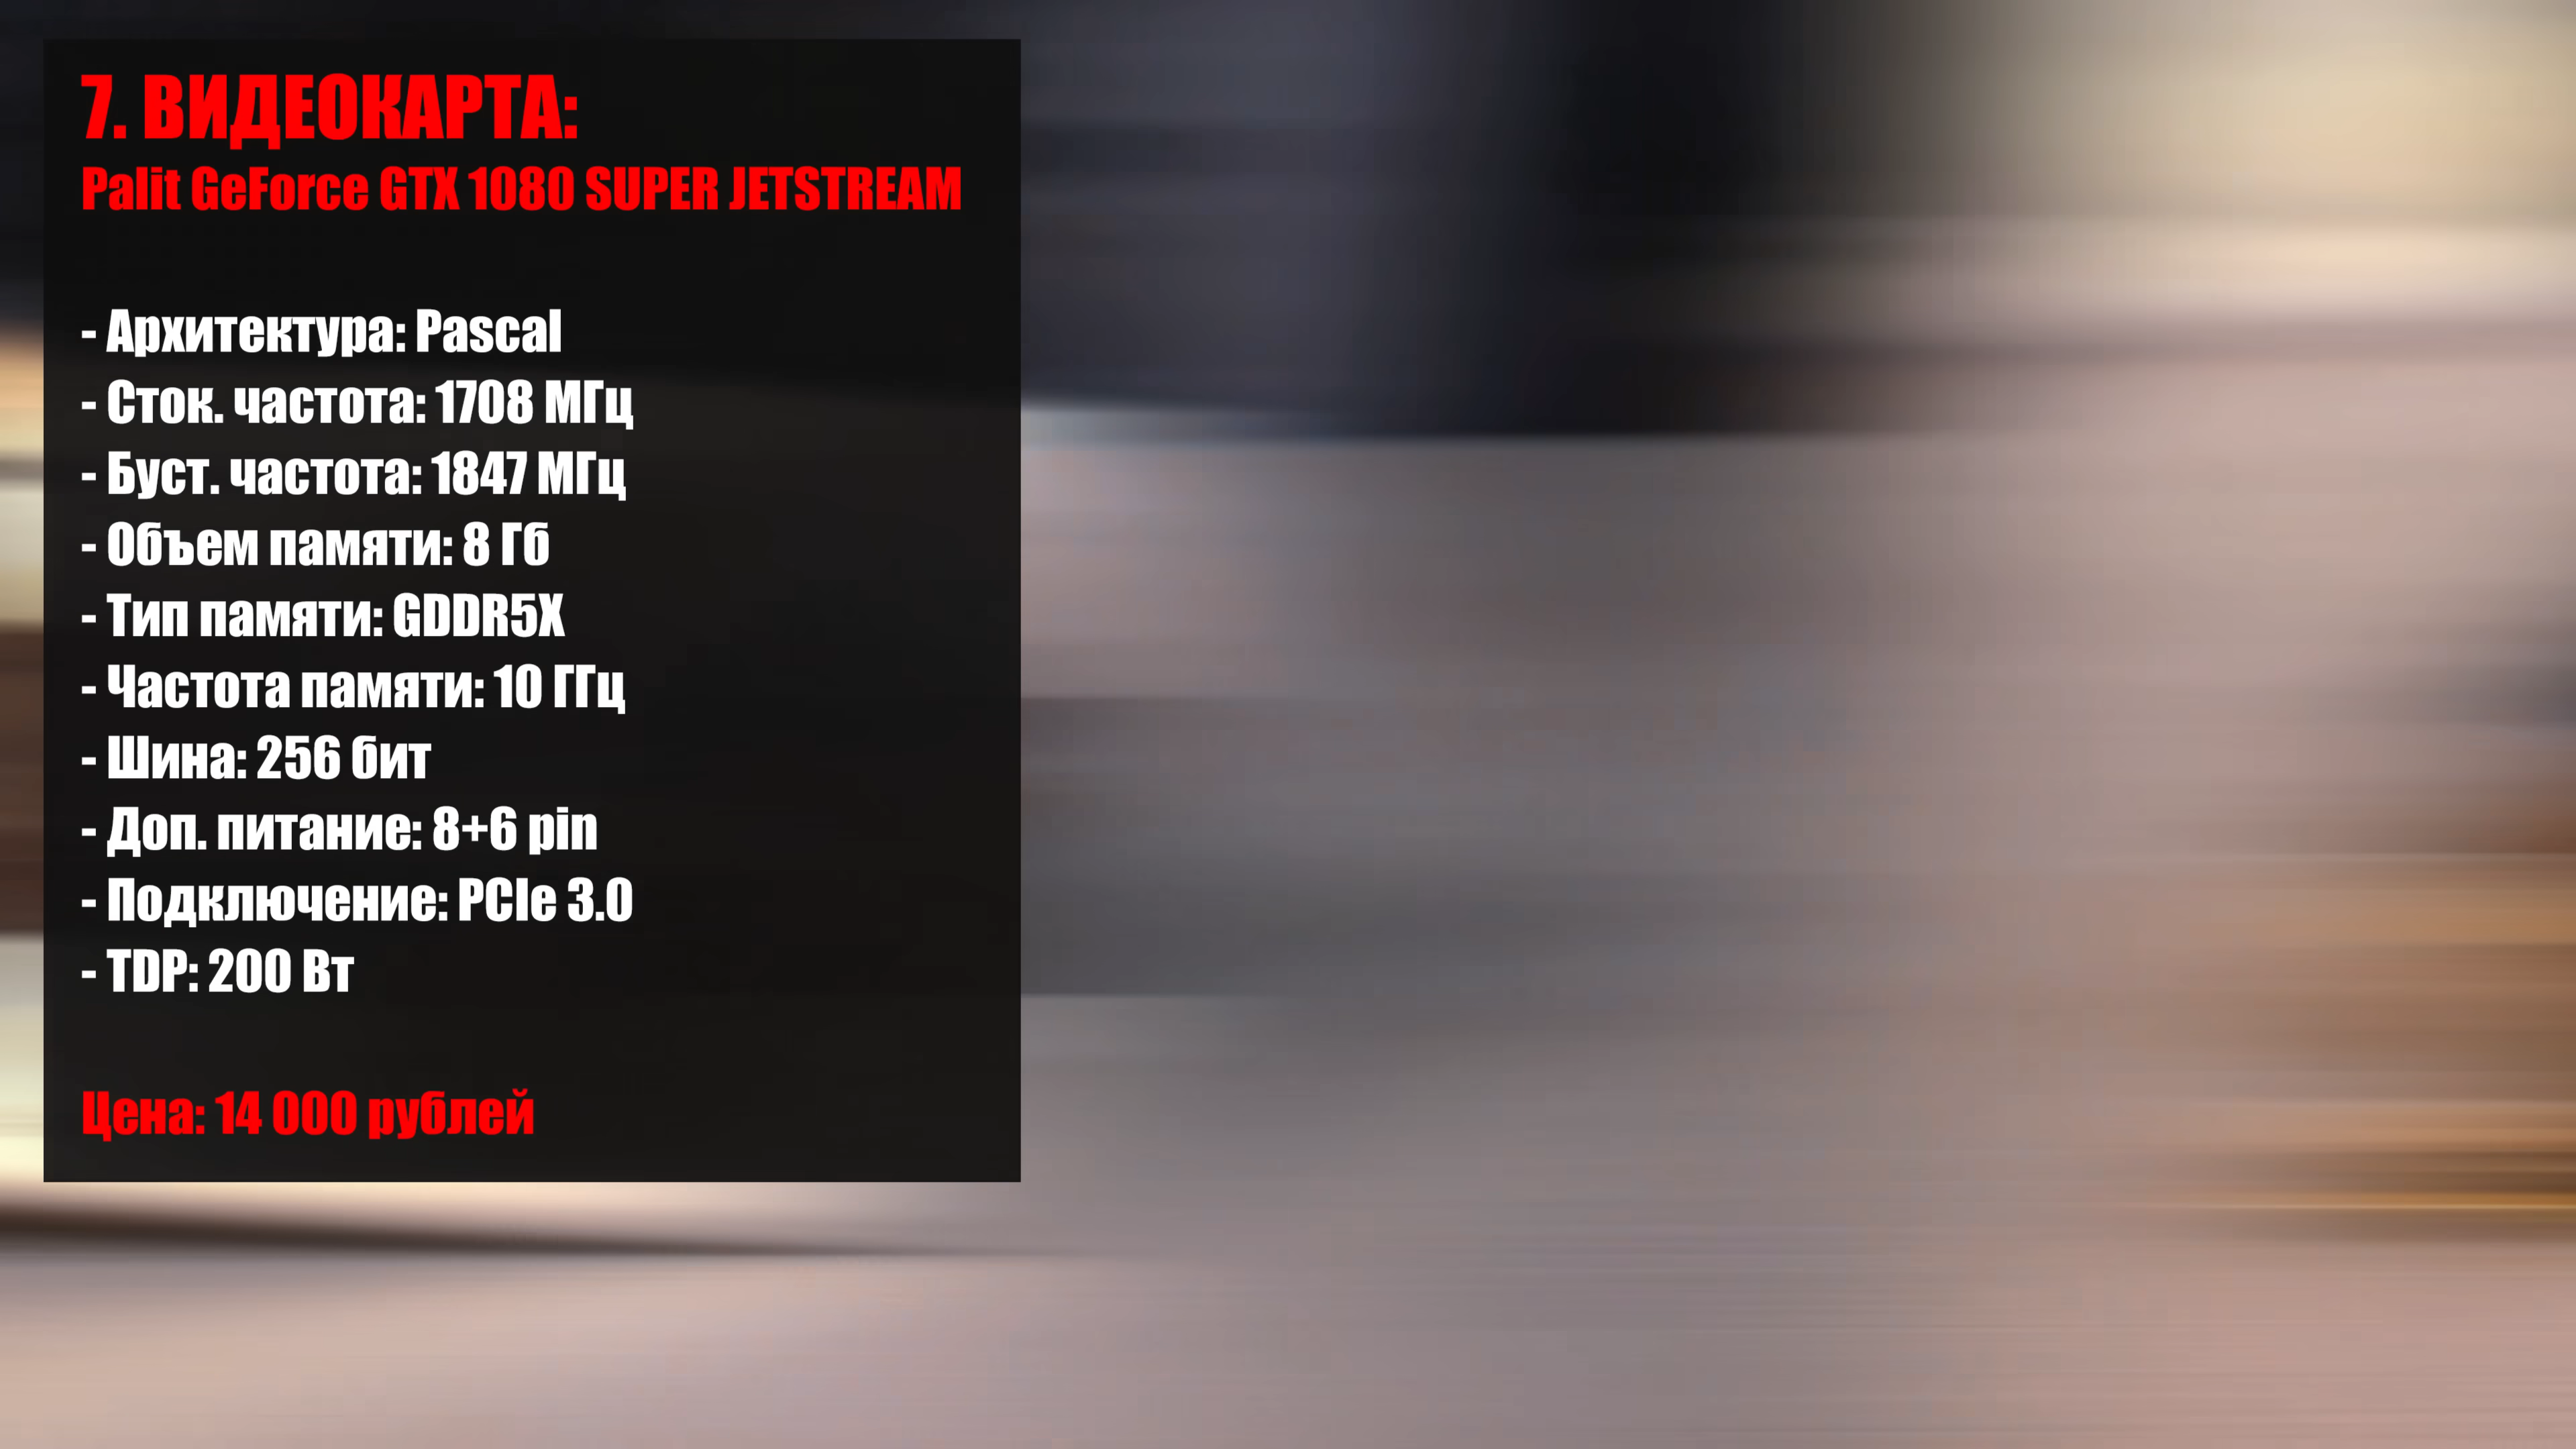 7. ВИДЕОКАРТА:
Palit GeForce GTX 1080 SUPER JETSTREAM
- Архитектура: Pascal
- Сток. частота: 1708 МГц
- Буст. частота: 1847 МГц
- Объем памяти: 8 Гб
- Тип памяти: GDDR5X
- Частота памяти: 10 ГГц
- Шина: 256 бит
- Доп. питание: 8+6 pin
- Подключение: PCIe 3.0
- TDP: 200 Вт
Цена: 14 000 рублей